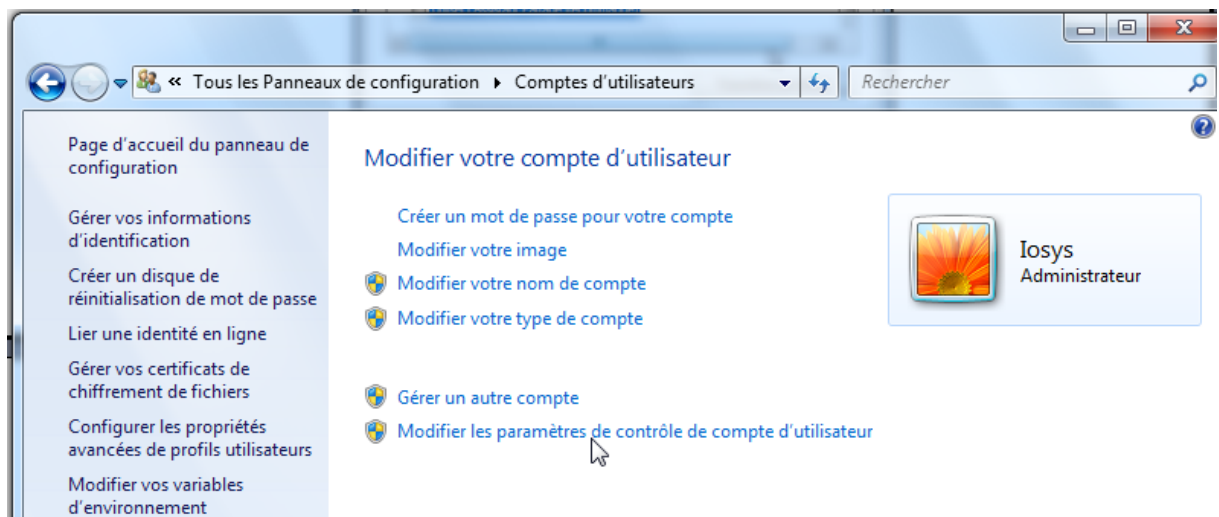 « Tous les Panneaux de configuration Comptes d'utilisateurs
Rechercher
Page d'accueil du panneau de
configuration
Gérer vos informations
d'identification
Créer un disque de
réinitialisation de mot de passe
Lier une identité en ligne
Gérer vos certificats de
chiffrement de fichiers
Configurer les propriétés
avancées de profils utilisateurs
Modifier vos variables
d'environnement
Modifier votre compte d'utilisateur
Créer un mot de passe pour votre compte
Modifier votre image
Modifier votre nom de compte
Modifier votre type de compte
Gérer un autre compte
Modifier les paramètres de contrôle de compte d'utilisateur
Iosys
Administrateur